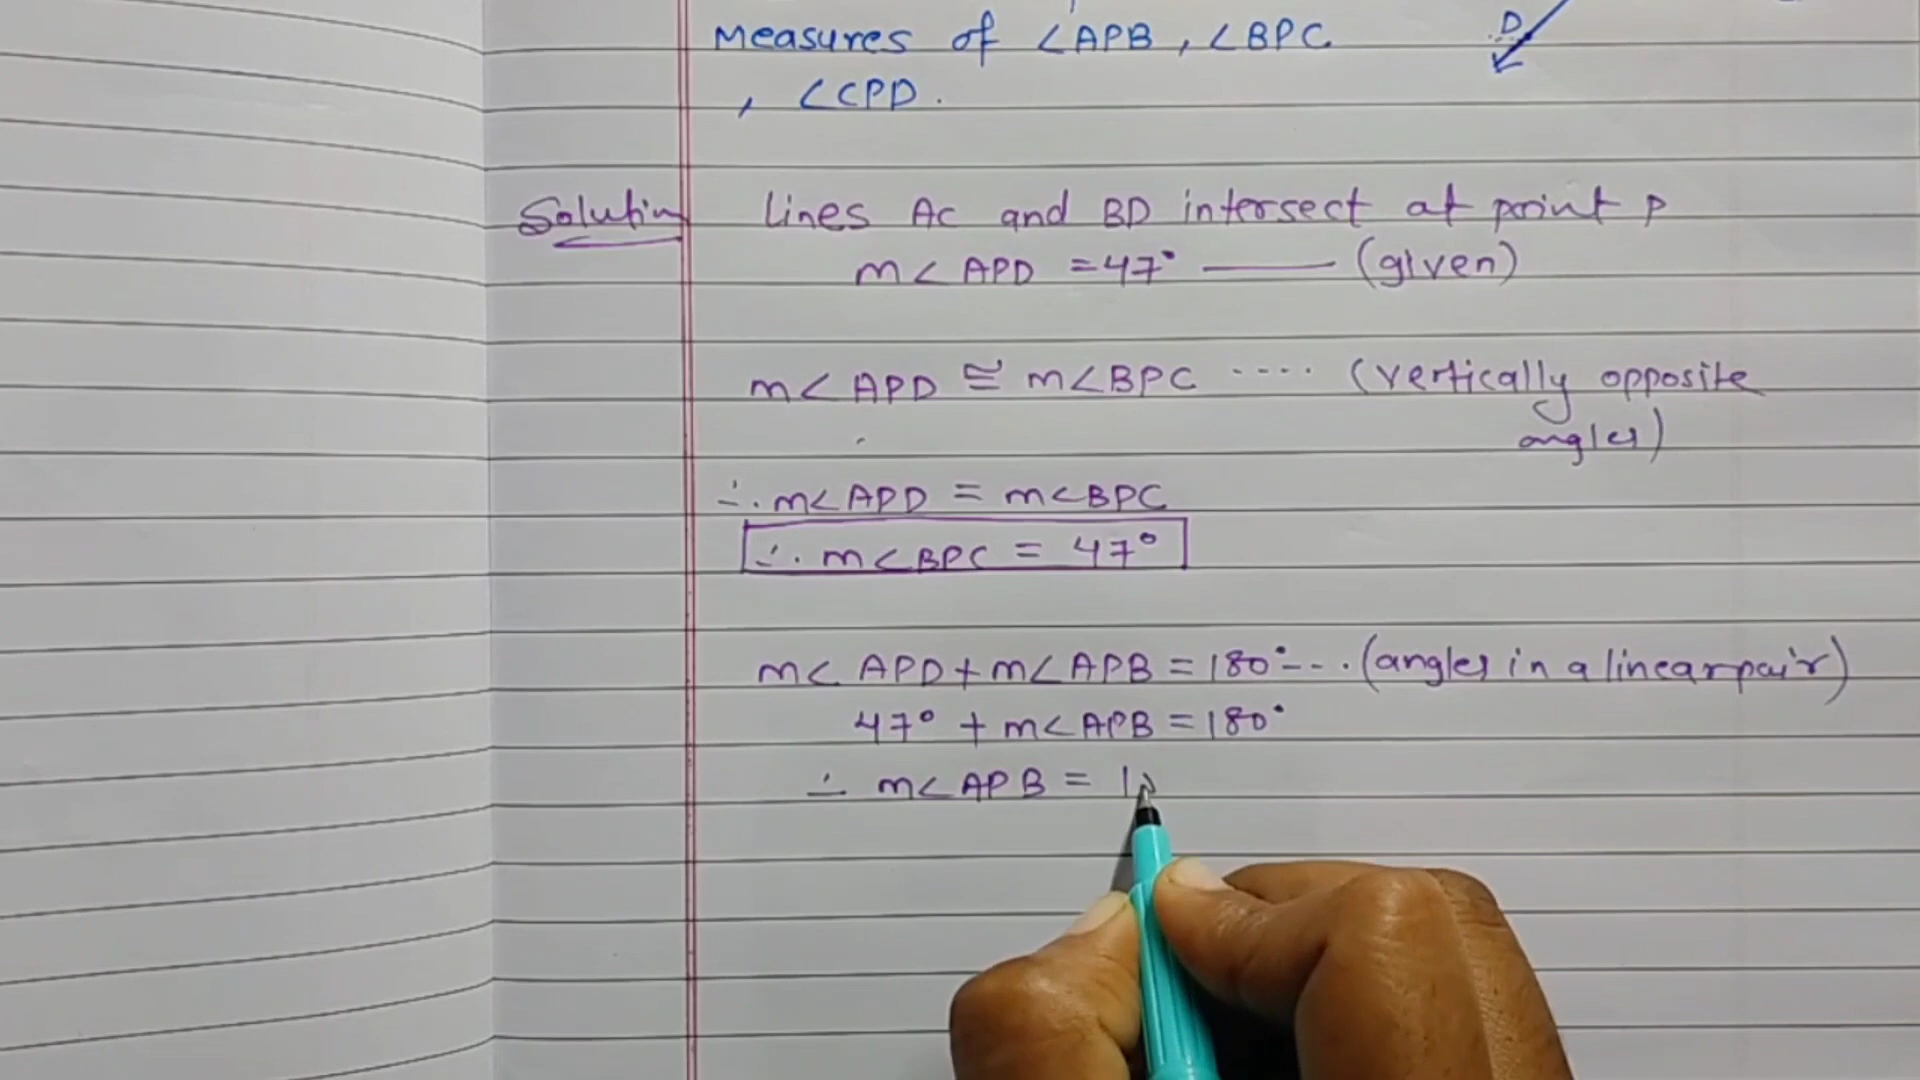 Measures of ∠APB, ∠BPC
, ∠CPD.
D
Solution
lines AC and BD intersect at point P
m∠APD = 47° —— (given)
m∠APD ≅ m∠BPC ···· (vertically opposite
angles)
∴ m∠APD = m∠BPC
∴ m∠BPC = 47°
m∠APD + m∠APB = 180° --- (angles in a linear pair)
47° + m∠APB = 180°
∴ m∠APB = 1